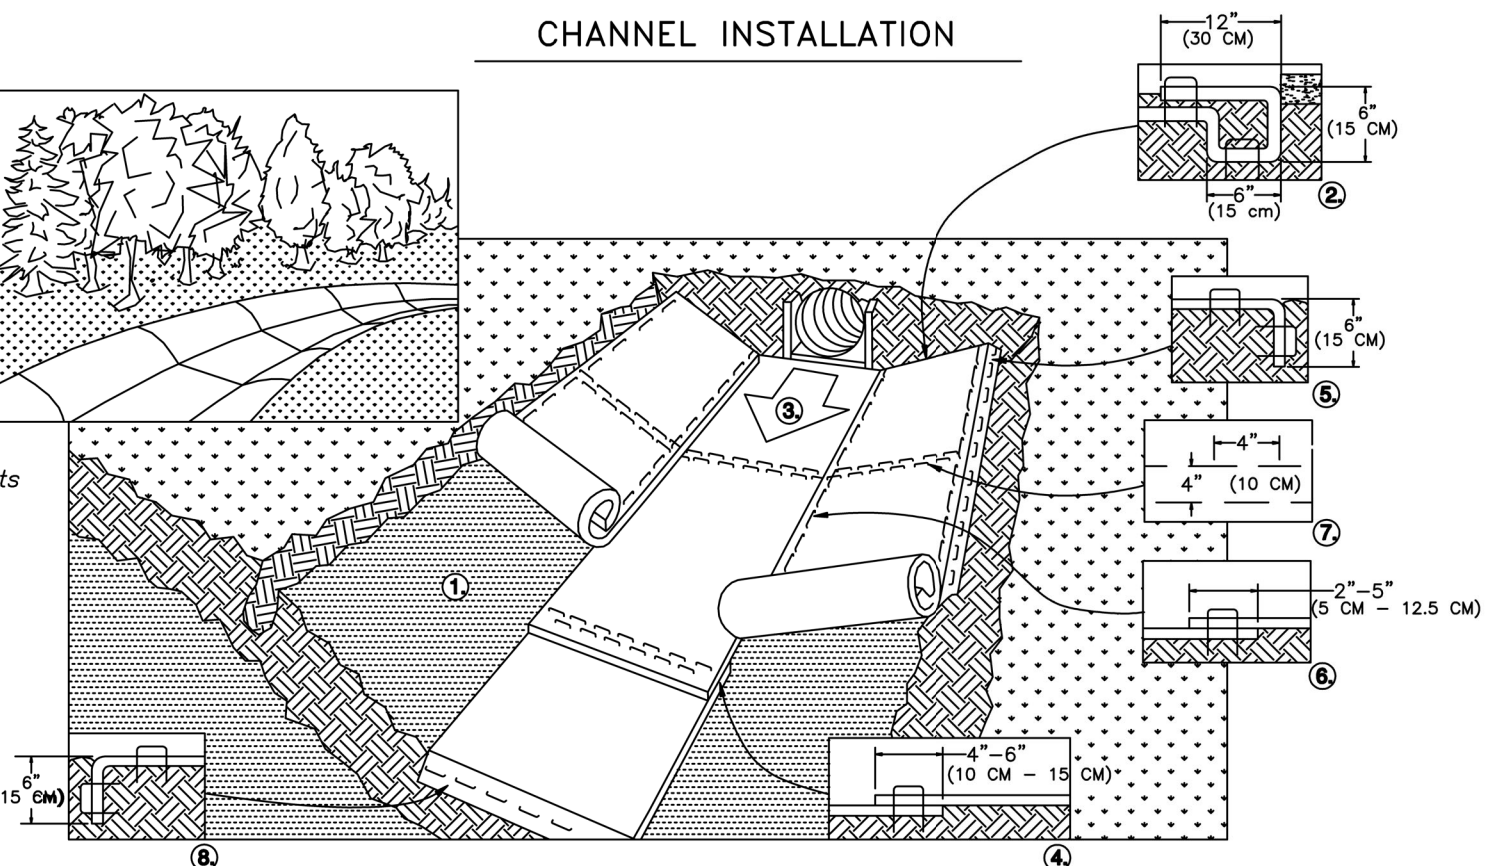 CHANNEL INSTALLATION
12"
(30 CM)
6"
(15 CM)
6"
(15 cm)
2.
6"
(15 CM)
5.
3.
4"
4"
(10 CM)
7.
ts
1.
2"-5"
(5 CM - 12.5 CM)
6.
4"-6"
(10 CM - 15 CM)
4.
6"
15 CM)
8.